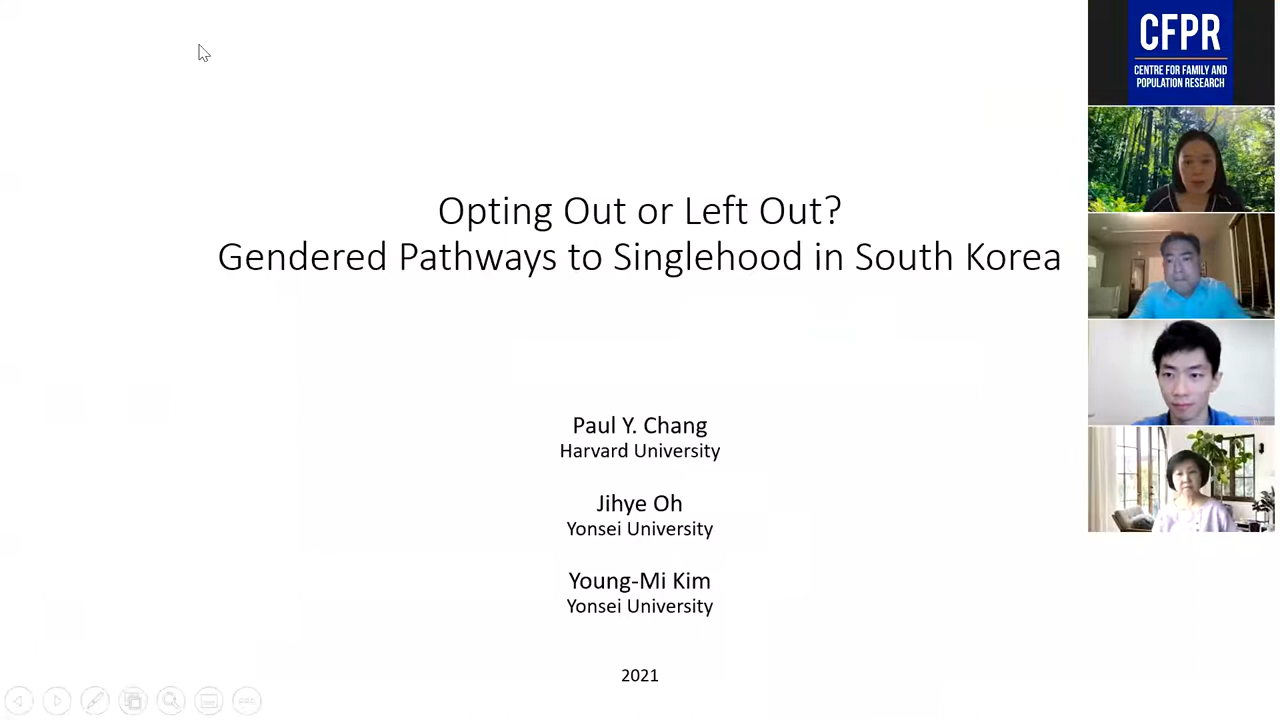 Opting Out or Left Out?
Gendered Pathways to Singlehood in South Korea
Paul Y. Chang
Harvard University
Jihye Oh
Yonsei University
Young-Mi Kim
Yonsei University
2021
CFPR
CENTRE FOR FAMILY AND
POPULATION RESEARCH